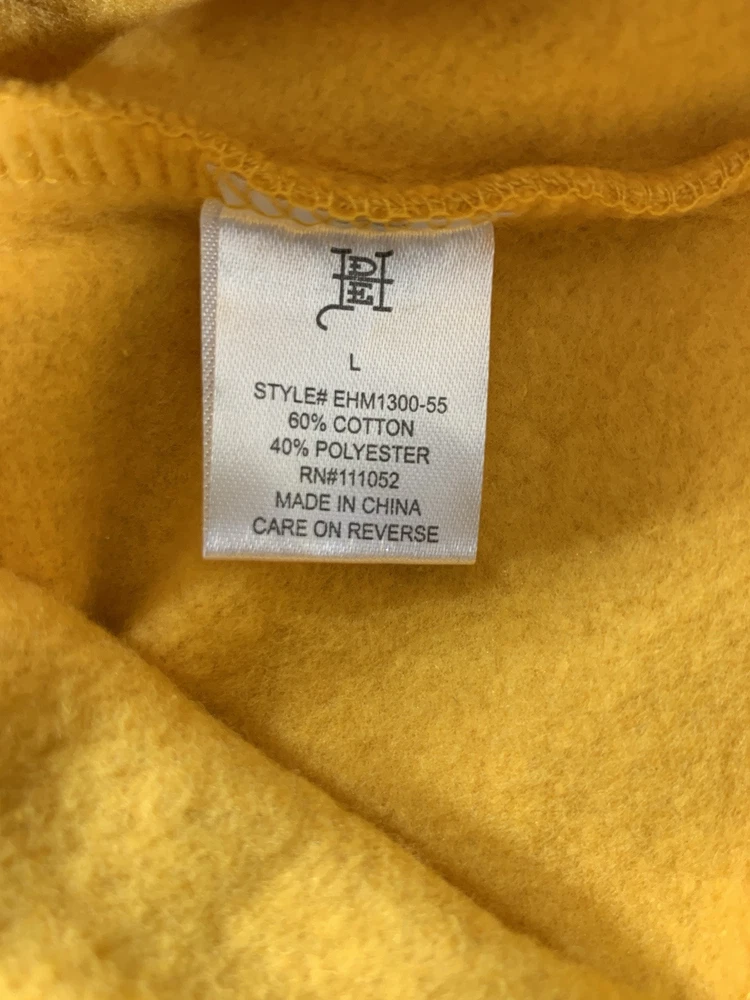 L
STYLE# EHM1300-55
60% COTTON
40% POLYESTER
RN#111052
MADE IN CHINA
CARE ON REVERSE